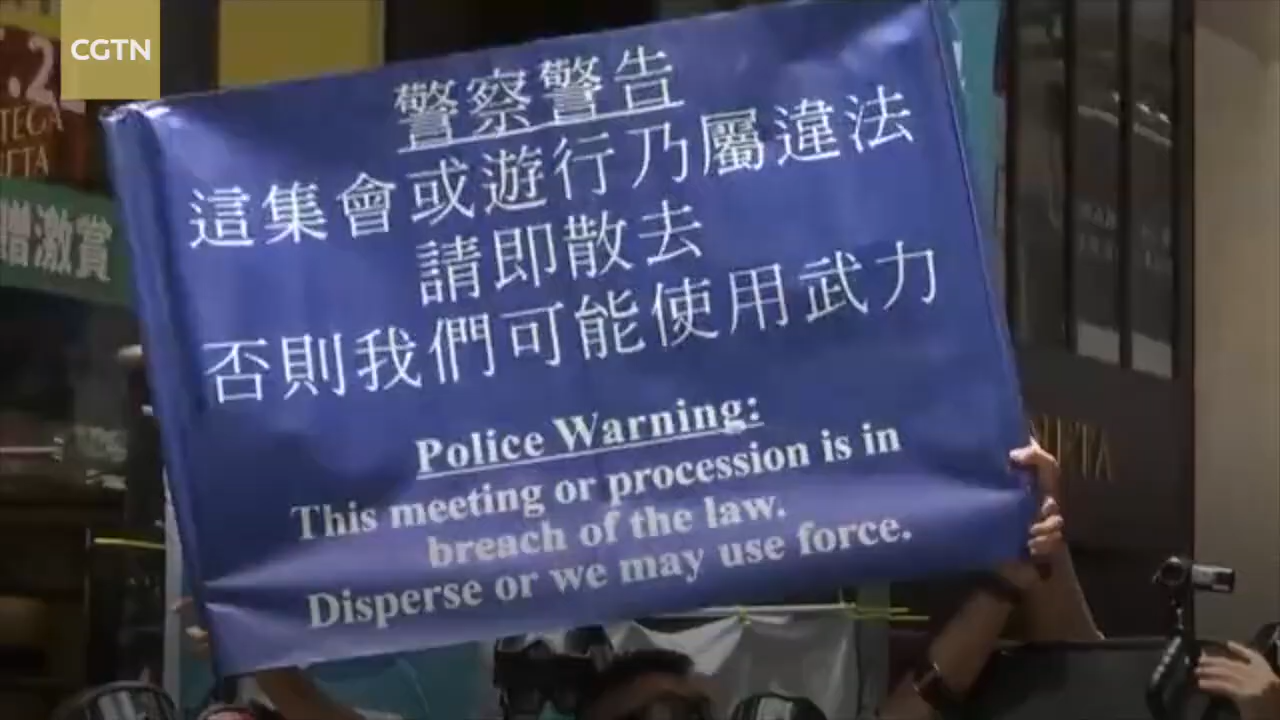 CGTN
警察警告
這集會或遊行乃屬違法
請即散去
否則我們可能使用武力
Police Warning:
This meeting or procession is in
breach of the law.
Disperse or we may use force.
激賞